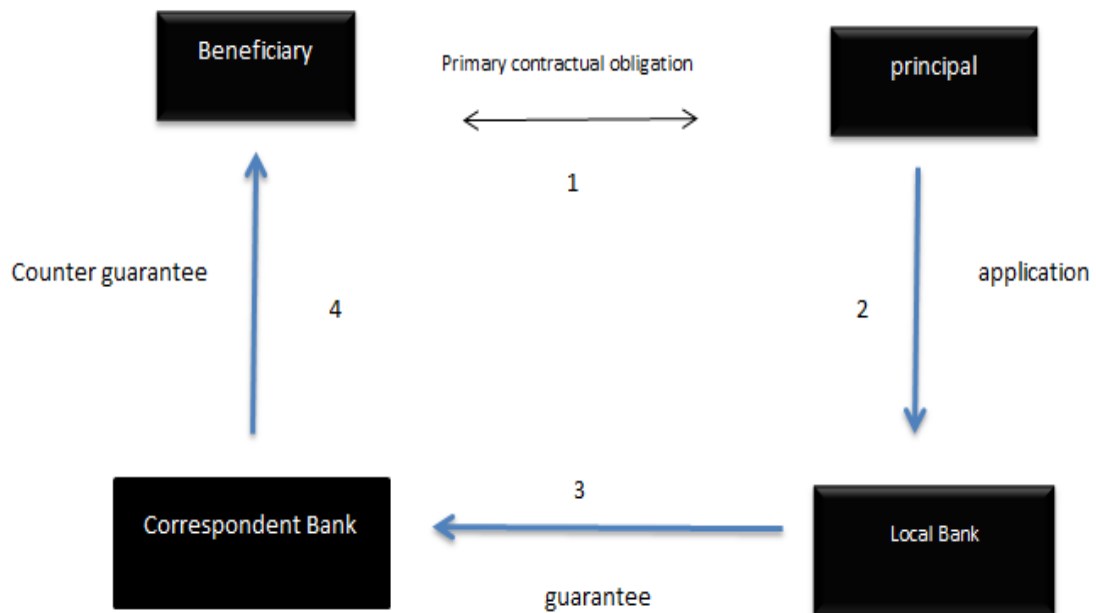 Beneficiary
Primary contractual obligation
principal
1
Counter guarantee
4
2
application
Correspondent Bank
3
Local Bank
guarantee